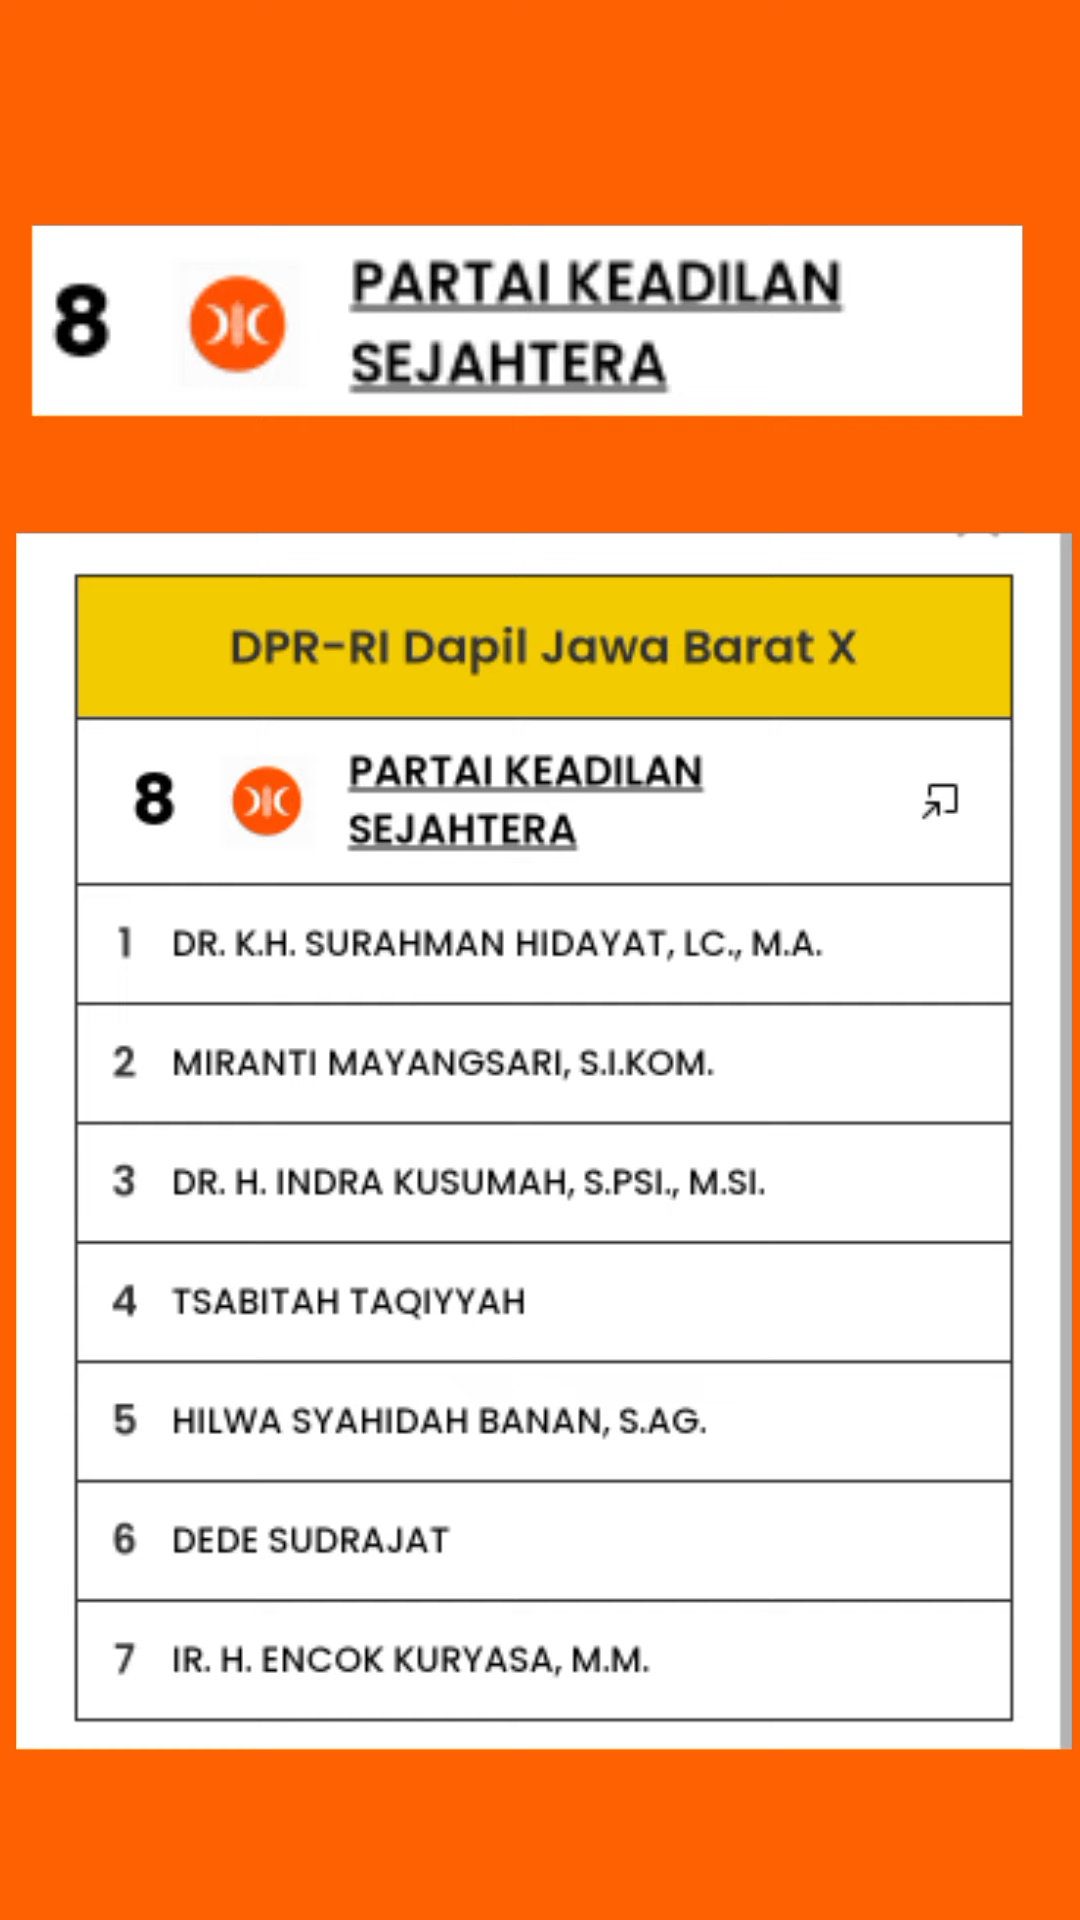 8 PARTAI KEADILAN
SEJAHTERA
DPR-RI Dapil Jawa Barat X
8 PARTAI KEADILAN
SEJAHTERA
1 DR. K.H. SURAHMAN HIDAYAT, LC., M.A.
2 MIRANTI MAYANGSARI, S.I.KOM.
3 DR. H. INDRA KUSUMAH, S.PSI., M.SI.
4 TSABITAH TAQIYYAH
5 HILWA SYAHIDAH BANAN, S.AG.
6 DEDE SUDRAJAT
7 IR. H. ENCOK KURYASA, M.M.